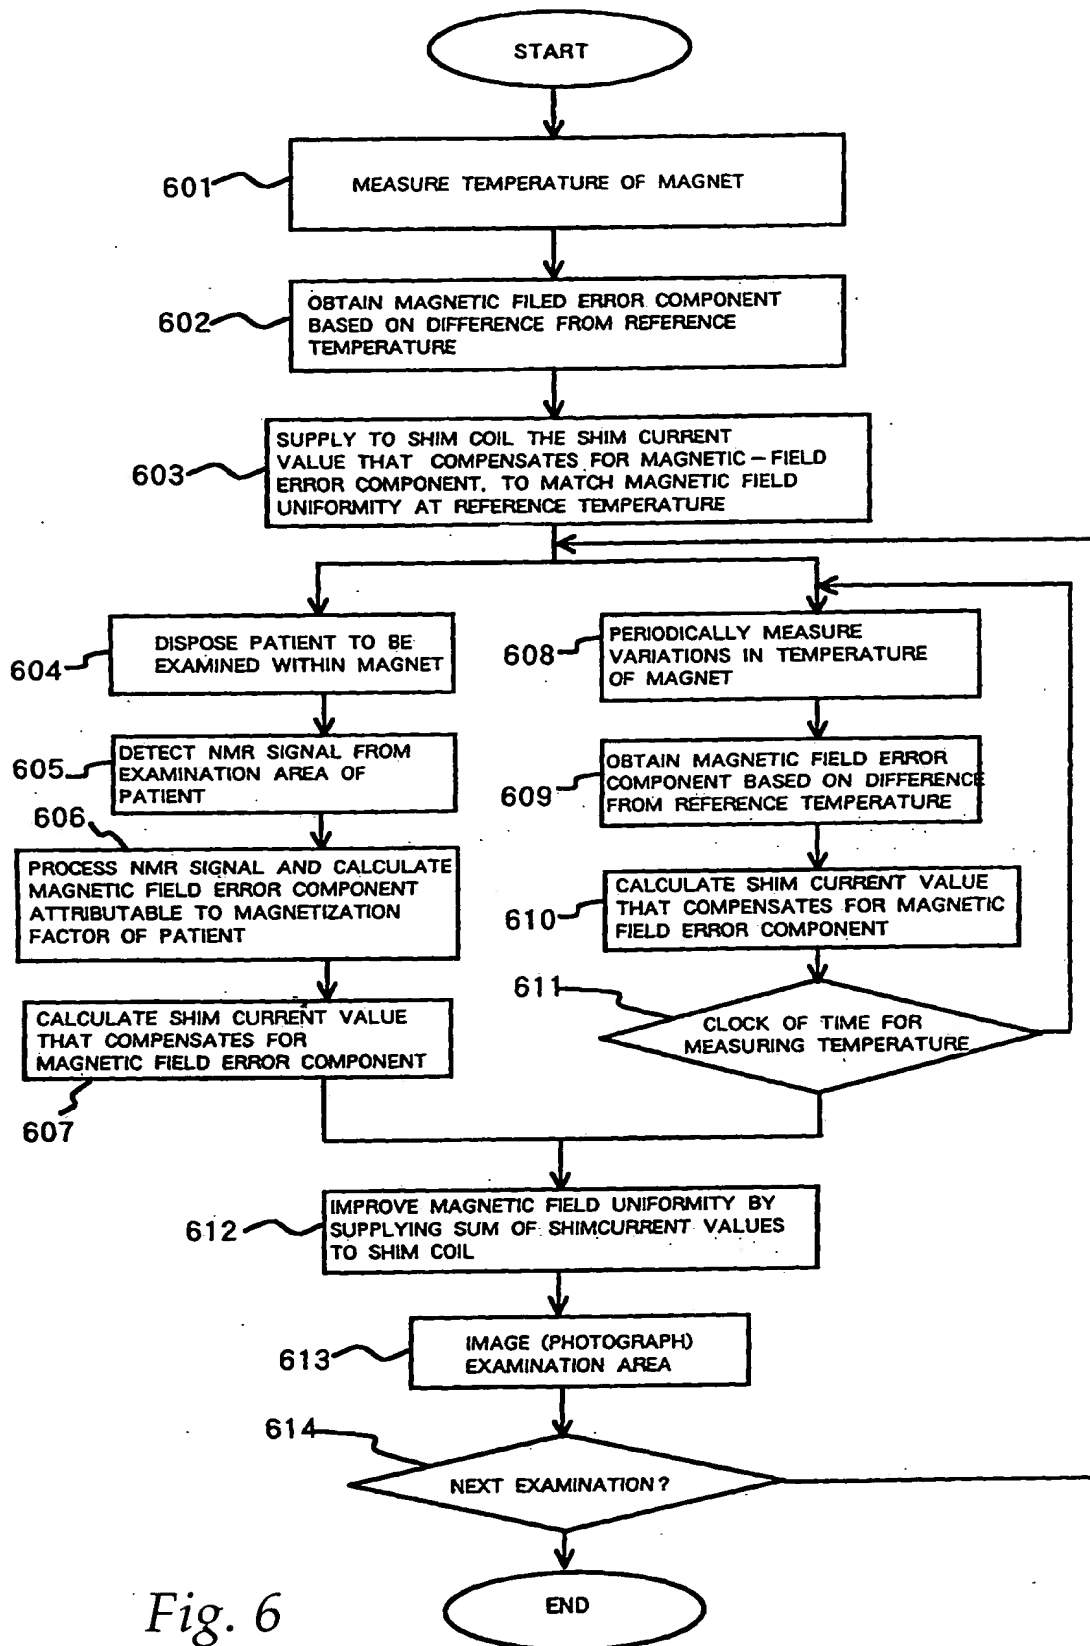 START
601
MEASURE TEMPERATURE OF MAGNET
602
OBTAIN MAGNETIC FILED ERROR COMPONENT
BASED ON DIFFERENCE FROM REFERENCE
TEMPERATURE
603
SUPPLY TO SHIM COIL THE SHIM CURRENT
VALUE THAT COMPENSATES FOR MAGNETIC-FIELD
ERROR COMPONENT, TO MATCH MAGNETIC FIELD
UNIFORMITY AT REFERENCE TEMPERATURE
604
DISPOSE PATIENT TO BE
EXAMINED WITHIN MAGNET
605
DETECT NMR SIGNAL FROM
EXAMINATION AREA OF
PATIENT
606
PROCESS NMR SIGNAL AND CALCULATE
MAGNETIC FIELD ERROR COMPONENT
ATTRIBUTABLE TO MAGNETIZATION
FACTOR OF PATIENT
CALCULATE SHIM CURRENT VALUE
THAT COMPENSATES FOR
MAGNETIC FIELD ERROR COMPONENT
607
608
PERIODICALLY MEASURE
VARIATIONS IN TEMPERATURE
OF MAGNET
609
OBTAIN MAGNETIC FIELD ERROR
COMPONENT BASED ON DIFFERENCE
FROM REFERENCE TEMPERATURE
610
CALCULATE SHIM CURRENT VALUE
THAT COMPENSATES FOR MAGNETIC
FIELD ERROR COMPONENT
611
CLOCK OF TIME FOR
MEASURING TEMPERATURE
612
IMPROVE MAGNETIC FIELD UNIFORMITY BY
SUPPLYING SUM OF SHIMCURRENT VALUES
TO SHIM COIL
613
IMAGE (PHOTOGRAPH)
EXAMINATION AREA
614
NEXT EXAMINATION?
END
Fig. 6